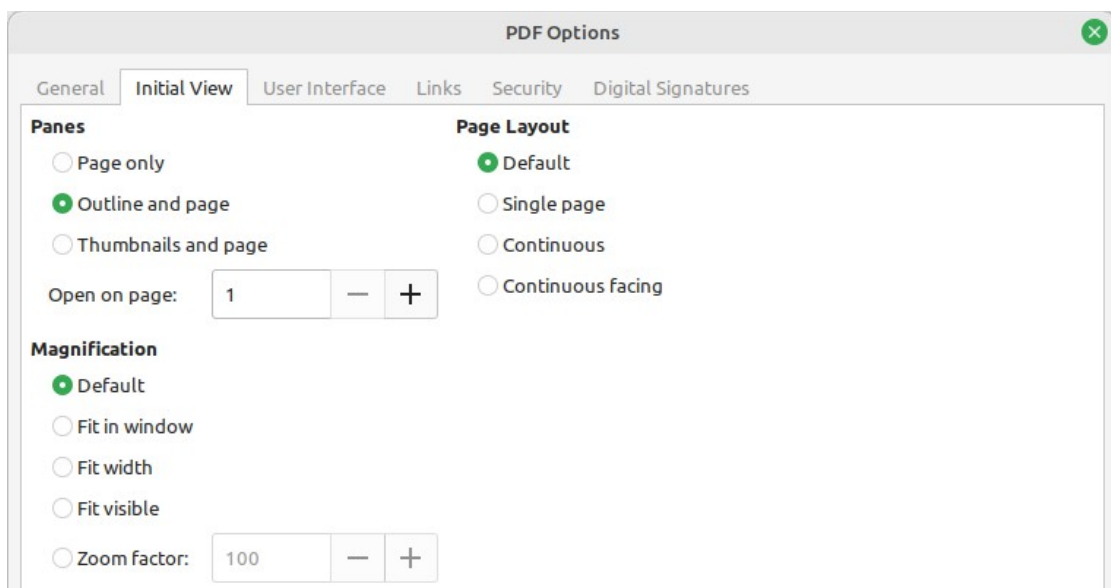 PDF Options
General Initial View User Interface Links Security Digital Signatures
Panes
Page only
Outline and page
Thumbnails and page
Open on page: 1
Page Layout
Default
Single page
Continuous
Continuous facing
Magnification
Default
Fit in window
Fit width
Fit visible
Zoom factor: 100